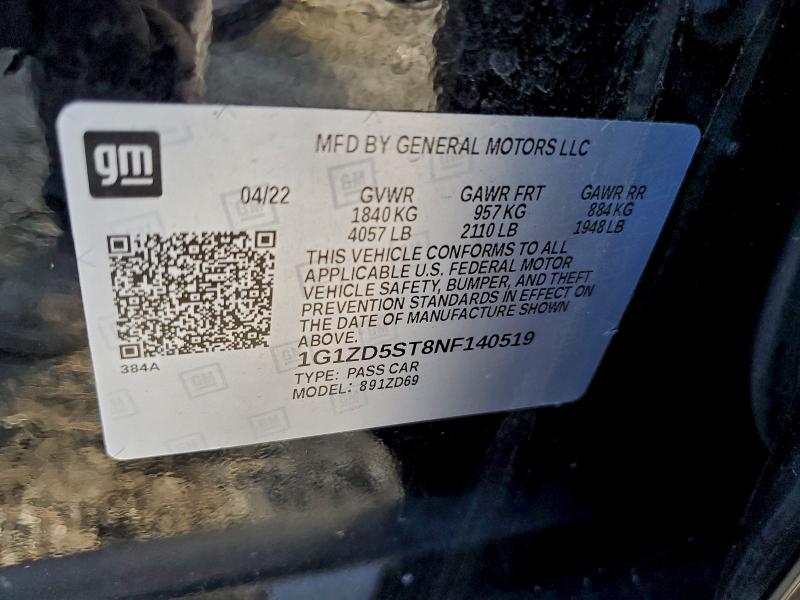 gm
MFD BY GENERAL MOTORS LLC
04/22 GVWR GAWR FRT GAWR RR
1840 KG 957 KG 884 KG
4057 LB 2110 LB 1948 LB
THIS VEHICLE CONFORMS TO ALL
APPLICABLE U.S. FEDERAL MOTOR
VEHICLE SAFETY, BUMPER, AND THEFT
PREVENTION STANDARDS IN EFFECT ON
THE DATE OF MANUFACTURE SHOWN
ABOVE.
1G1ZD5ST8NF140519
384A
TYPE: PASS CAR
MODEL: 891ZD69